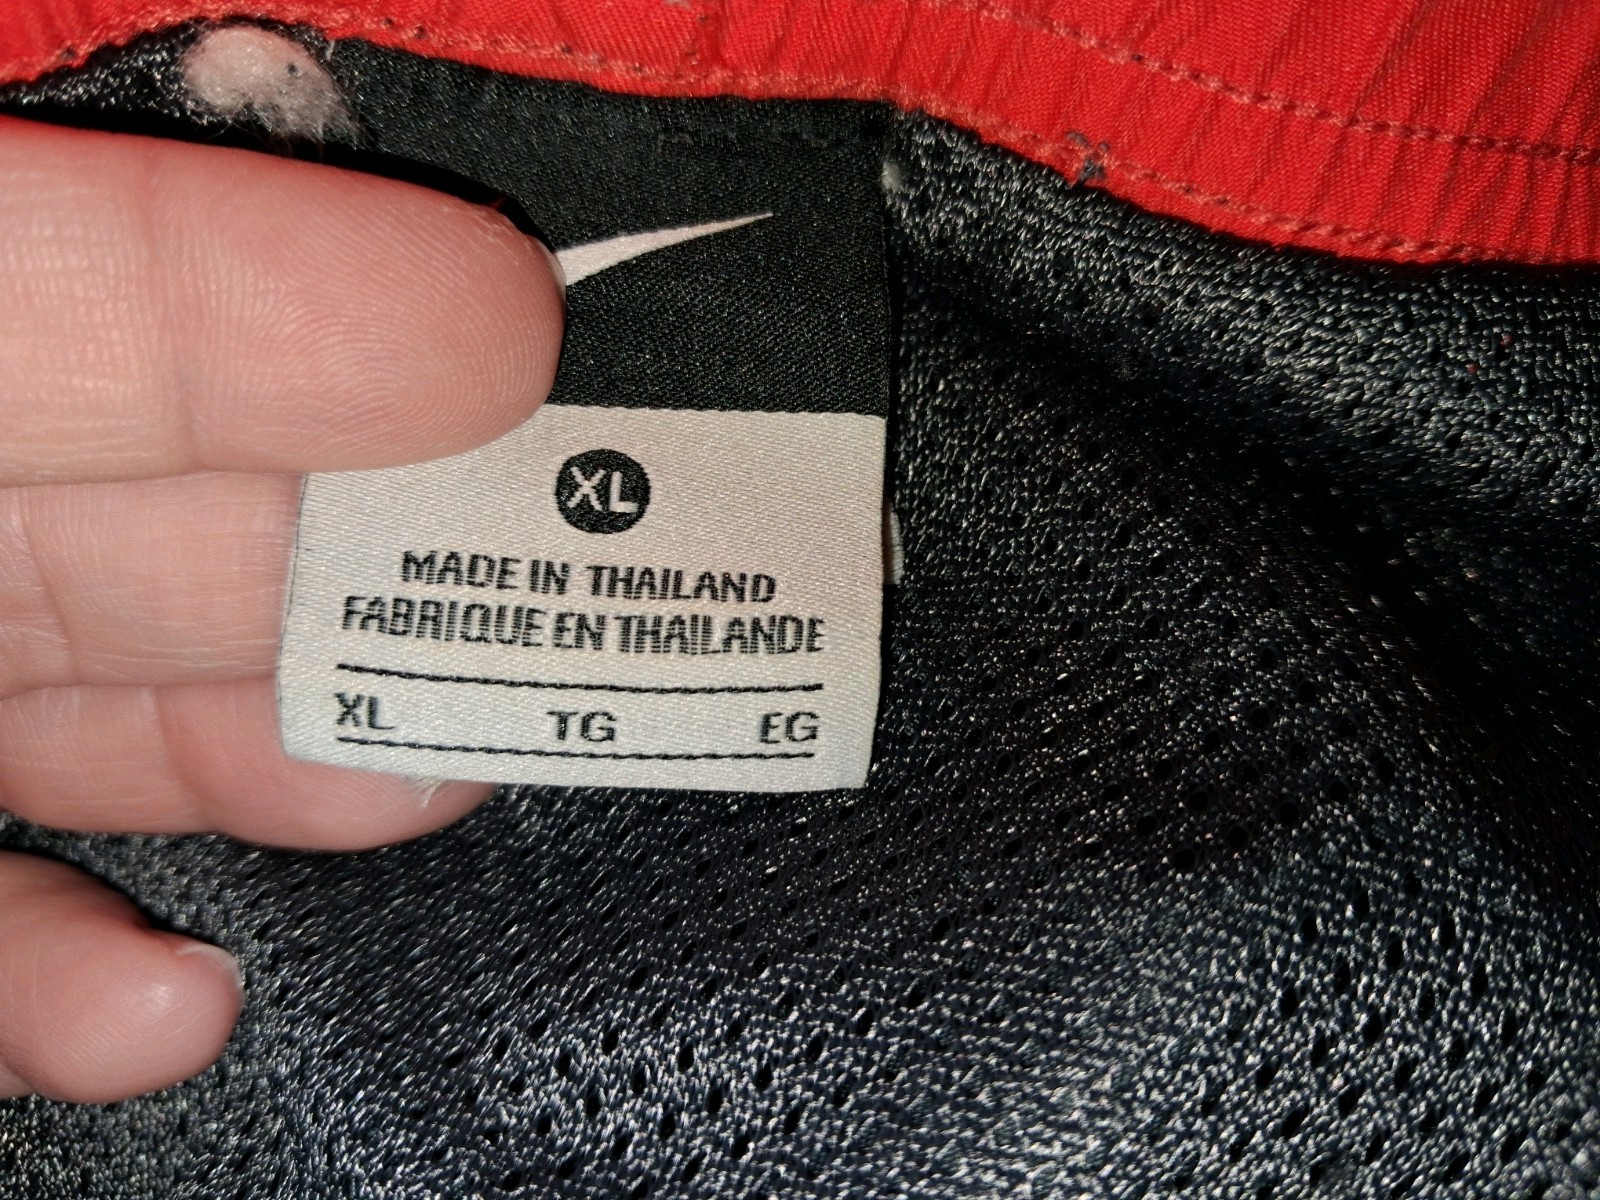 XL
MADE IN THAILAND
FABRIQUE EN THAILANDE
XL TG EG